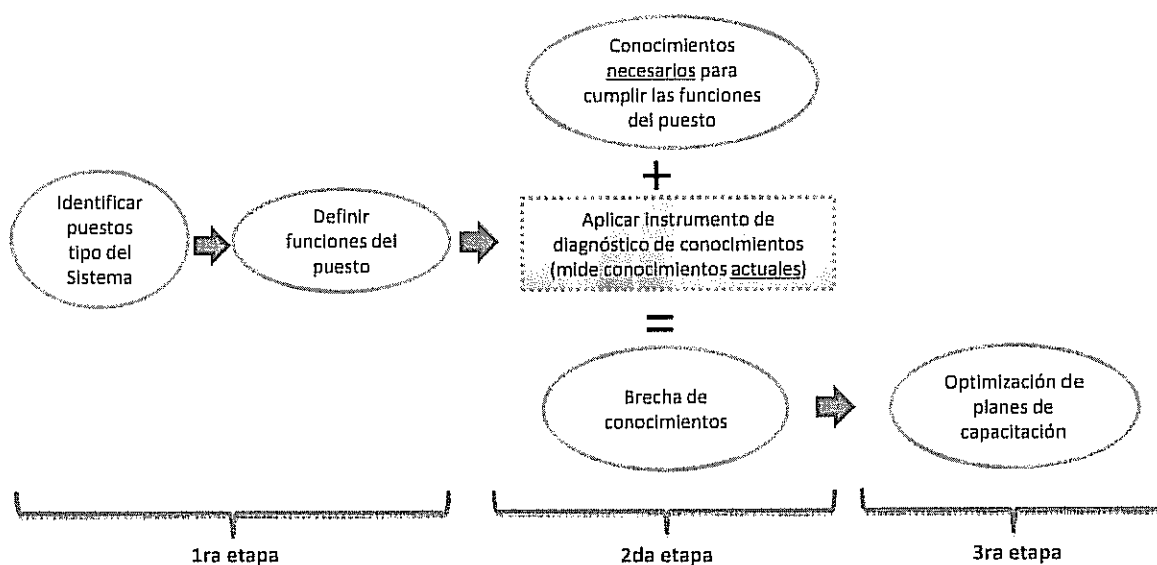 Conocimientos
necesarios para
cumplir las funciones
del puesto
+
Identificar
puestos
tipo del
Sistema
Definir
funciones del
puesto
Aplicar instrumento de
diagnóstico de conocimientos
(mide conocimientos actuales)
=
Brecha de
conocimientos
Optimización de
planes de
capacitación
1ra etapa
2da etapa
3ra etapa